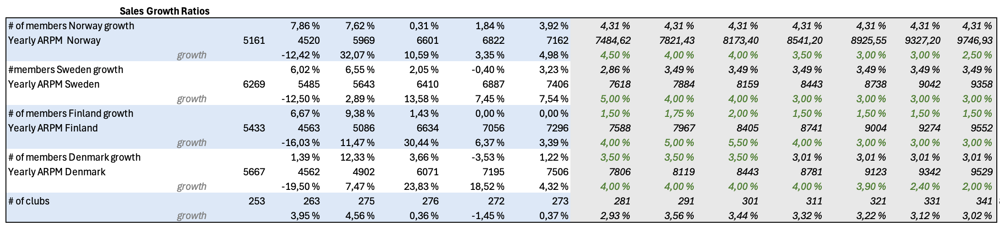 Sales Growth Ratios
# of members Norway growth 7,86 % 7,62 % 0,31 % 1,84 % 3,92 % 4,31 % 4,31 % 4,31 % 4,31 % 4,31 % 4,31 % 4,31 %
Yearly ARPM Norway 5161 4520 5969 6601 6822 7162 7484,62 7821,43 8173,40 8541,20 8925,55 9327,20 9746,93
growth -12,42 % 32,07 % 10,59 % 3,35 % 4,98 % 4,50 % 4,00 % 4,00 % 3,50 % 3,00 % 3,00 % 2,50 %
#members Sweden growth 6,02 % 6,55 % 2,05 % -0,40 % 3,23 % 2,86 % 3,49 % 3,49 % 3,49 % 3,49 % 3,49 % 3,49 %
Yearly ARPM Sweden 6269 5485 5643 6410 6887 7406 7618 7884 8159 8443 8738 9042 9358
growth -12,50 % 2,89 % 13,58 % 7,45 % 7,54 % 5,00 % 4,00 % 4,00 % 3,00 % 3,00 % 3,00 % 3,00 %
# of members Finland growth 6,67 % 9,38 % 1,43 % 0,00 % 0,00 % 1,50 % 1,75 % 2,00 % 1,50 % 1,50 % 1,50 % 1,50 %
Yearly ARPM Finland 5433 4563 5086 6634 7056 7296 7588 7967 8405 8741 9004 9274 9552
growth -16,03 % 11,47 % 30,44 % 6,37 % 3,39 % 4,00 % 5,00 % 5,50 % 4,00 % 3,00 % 3,00 % 3,00 %
# of members Denmark growth 1,39 % 12,33 % 3,66 % -3,53 % 1,22 % 3,50 % 3,50 % 3,50 % 3,01 % 3,01 % 3,01 % 3,01 %
Yearly ARPM Denmark 5667 4562 4902 6071 7195 7506 7806 8119 8443 8781 9123 9342 9529
growth -19,50 % 7,47 % 23,83 % 18,52 % 4,32 % 4,00 % 4,00 % 4,00 % 4,00 % 3,90 % 2,40 % 2,00 %
# of clubs 253 263 275 276 272 273 281 291 301 311 321 331 341
growth 3,95 % 4,56 % 0,36 % -1,45 % 0,37 % 2,93 % 3,56 % 3,44 % 3,32 % 3,22 % 3,12 % 3,02 %